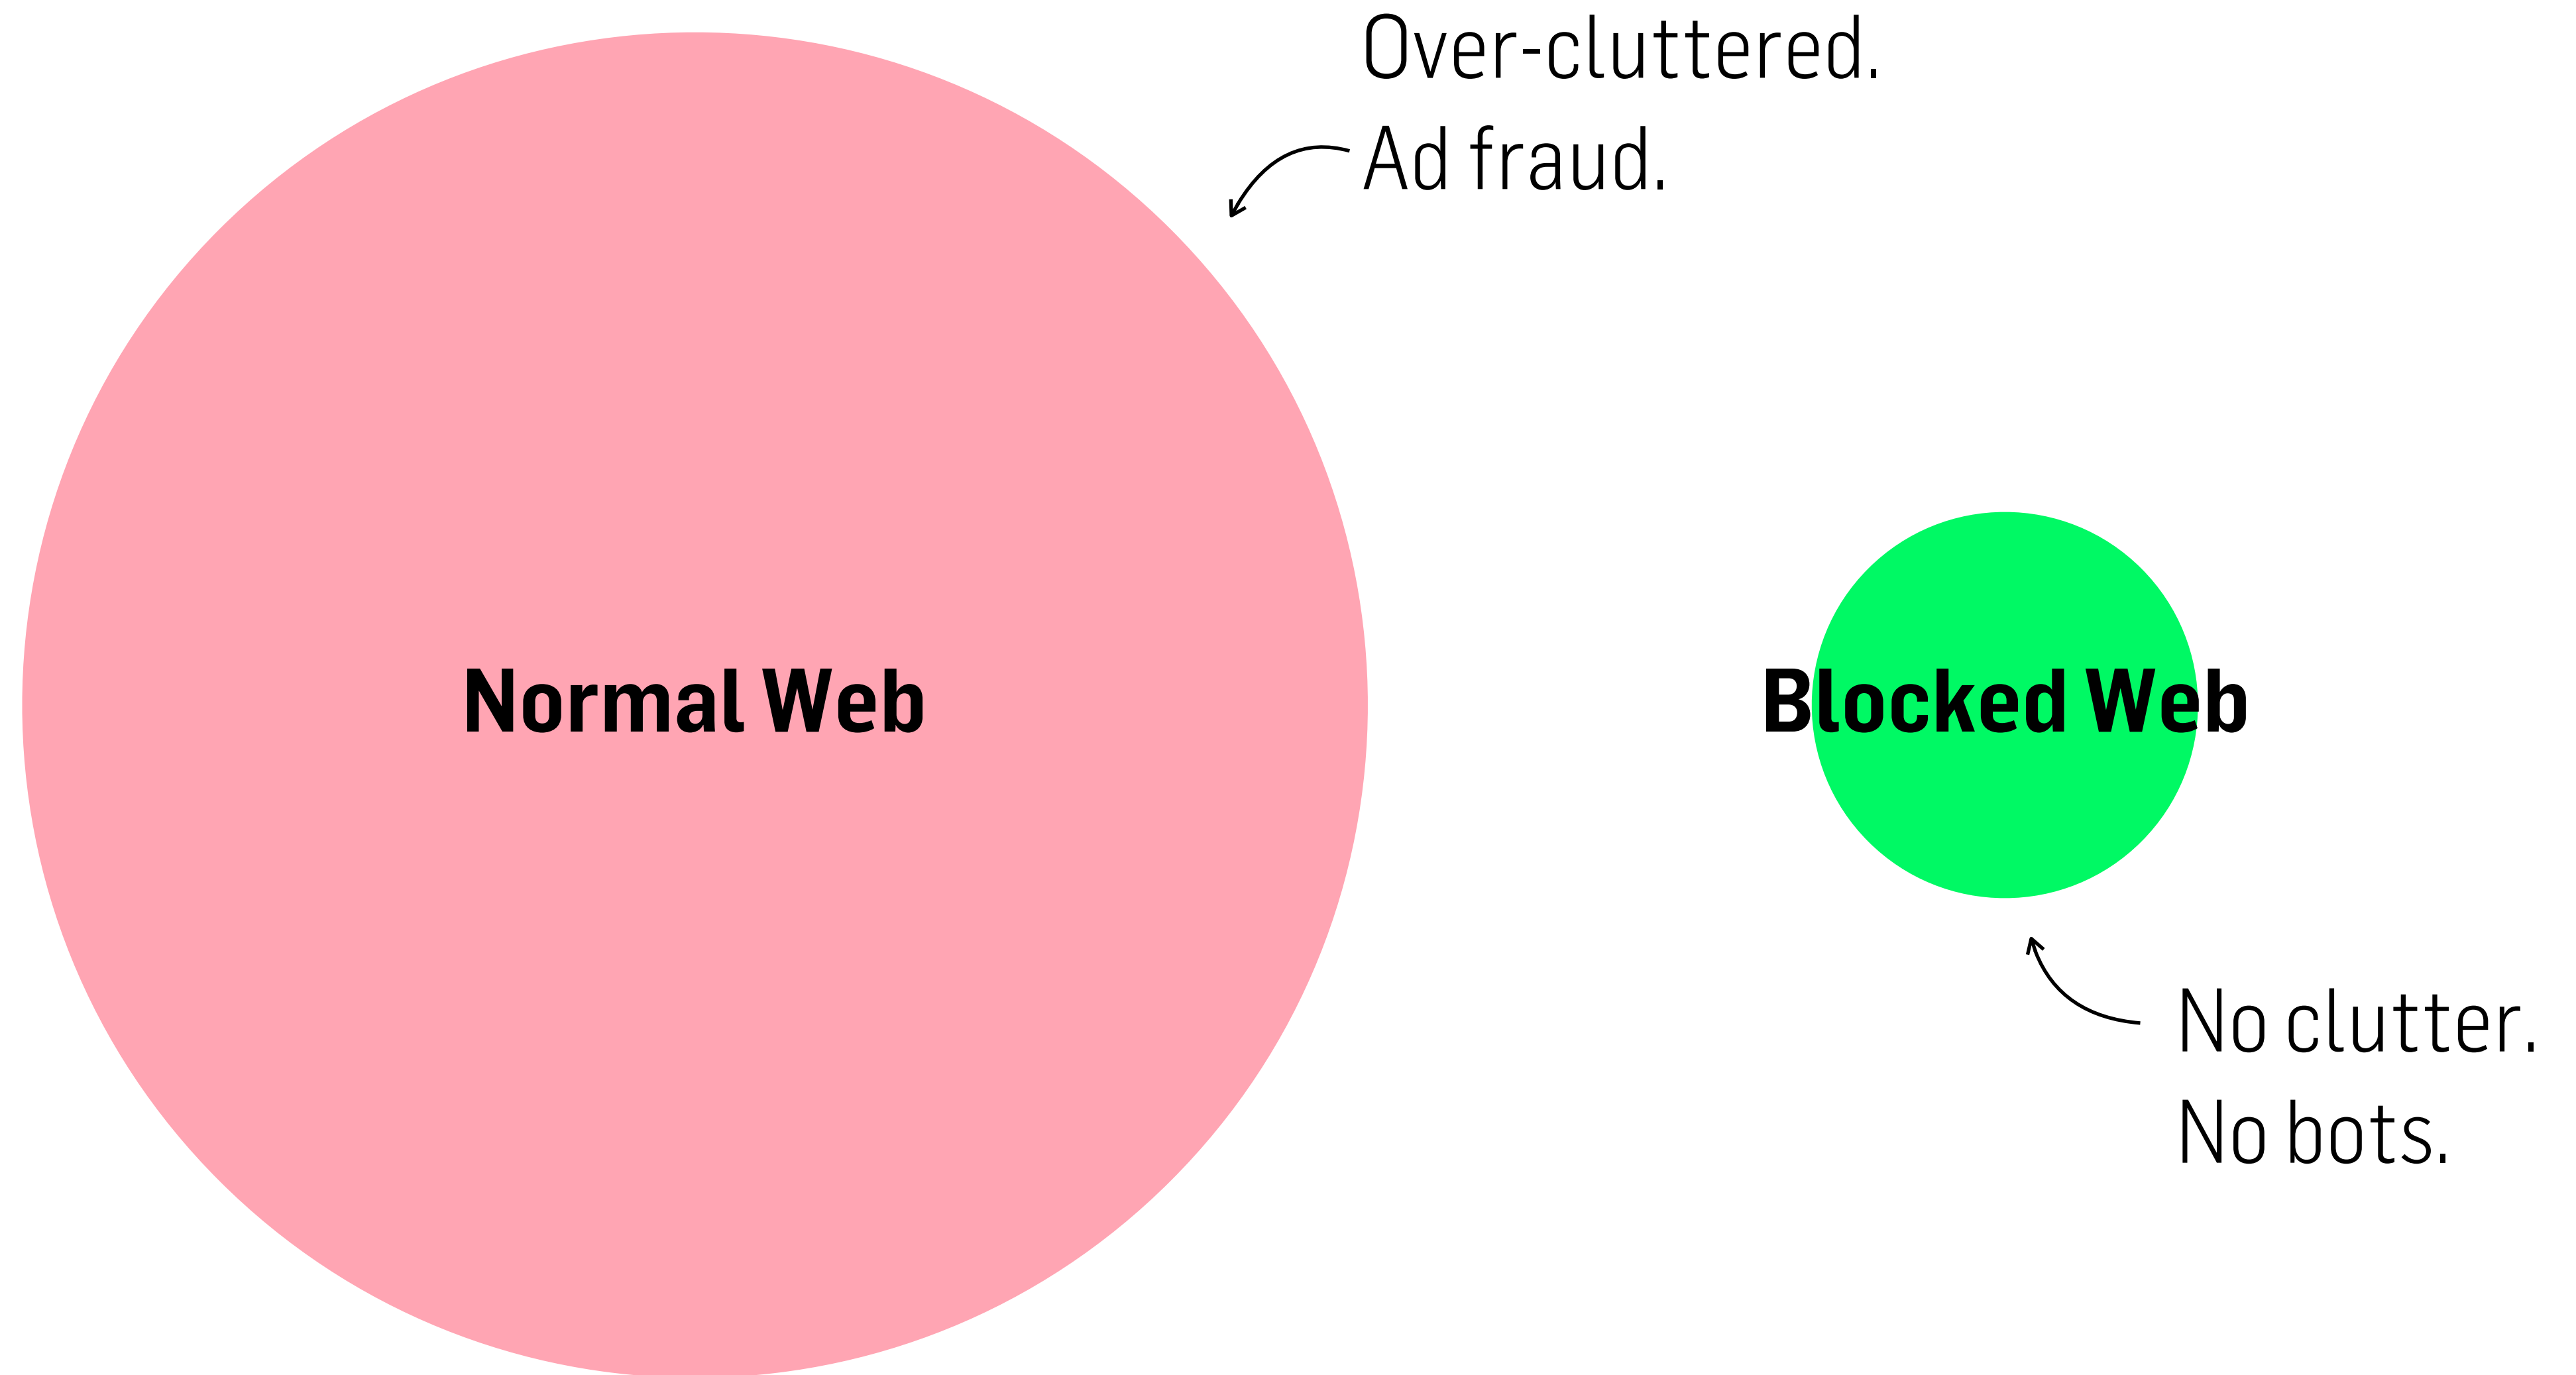 Over-cluttered.
Ad fraud.
Normal Web
Blocked Web
No clutter.
No bots.